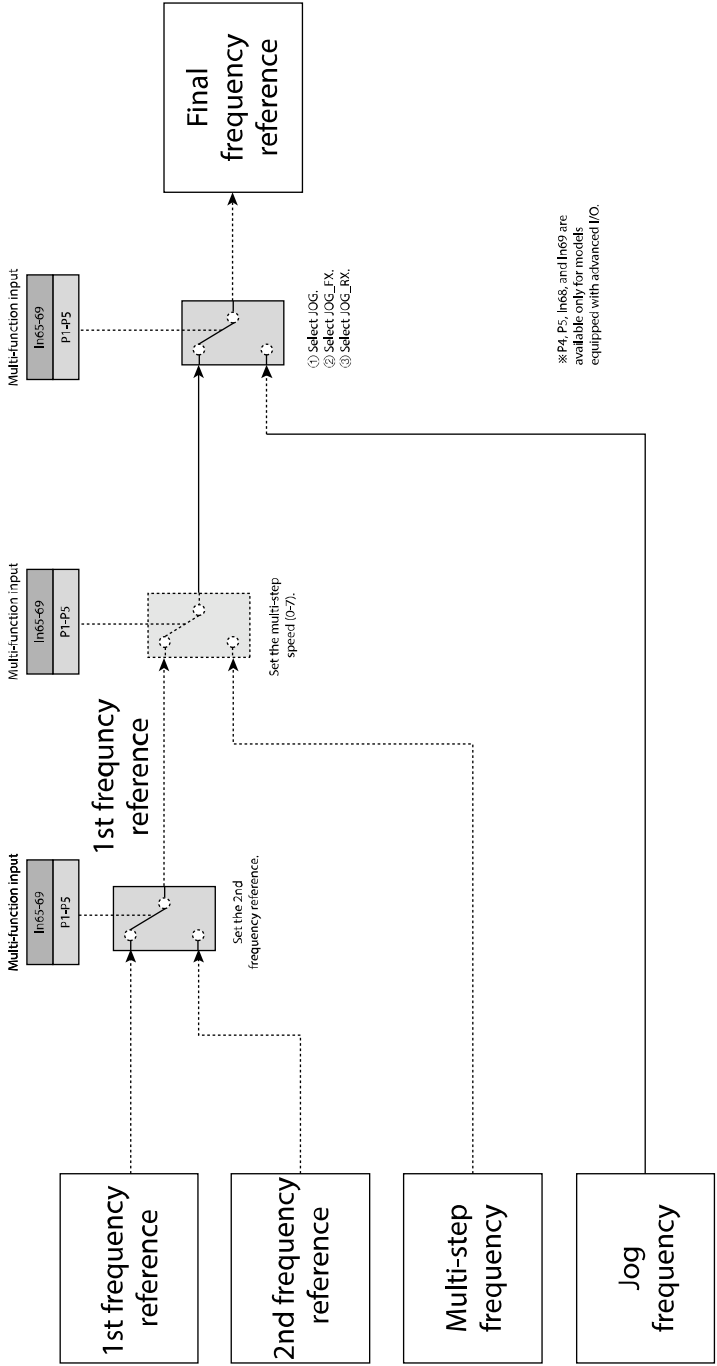 Multi-function input
In65-69
P1-P5
Multi-function input
In65-69
P1-P5
Multi-function input
In65-69
P1-P5
1st frequency
reference
Set the 2nd
frequency reference.
1st frequncy
reference
Set the multi-step
speed (0-7).
① Select JOG.
② Select JOG_FX.
③ Select JOG_RX.
Final
frequency
reference
2nd frequency
reference
Multi-step
frequency
Jog
frequency
※P4, P5, In68, and In69 are
available only for models
equipped with advanced I/O.